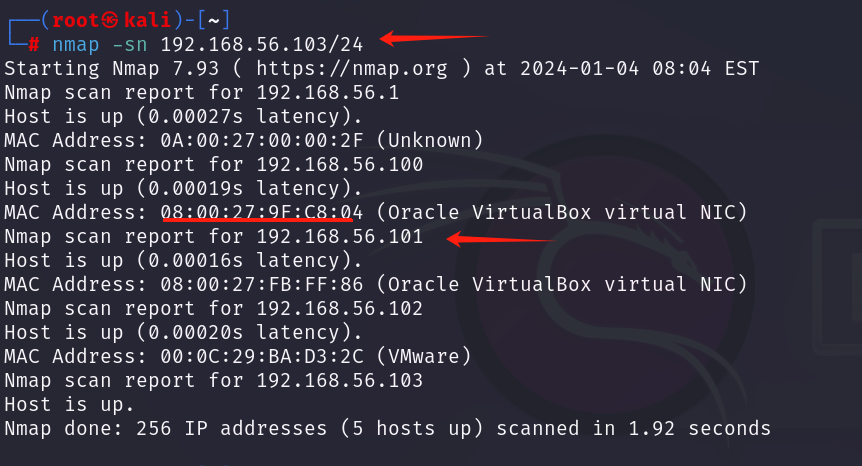 ┌──(root㉿kali)-[~]
└─# nmap -sn 192.168.56.103/24
Starting Nmap 7.93 ( https://nmap.org ) at 2024-01-04 08:04 EST
Nmap scan report for 192.168.56.1
Host is up (0.00027s latency).
MAC Address: 0A:00:27:00:00:2F (Unknown)
Nmap scan report for 192.168.56.100
Host is up (0.00019s latency).
MAC Address: 08:00:27:9F:C8:04 (Oracle VirtualBox virtual NIC)
Nmap scan report for 192.168.56.101
Host is up (0.00016s latency).
MAC Address: 08:00:27:FB:FF:86 (Oracle VirtualBox virtual NIC)
Nmap scan report for 192.168.56.102
Host is up (0.00020s latency).
MAC Address: 00:0C:29:BA:D3:2C (VMware)
Nmap scan report for 192.168.56.103
Host is up.
Nmap done: 256 IP addresses (5 hosts up) scanned in 1.92 seconds